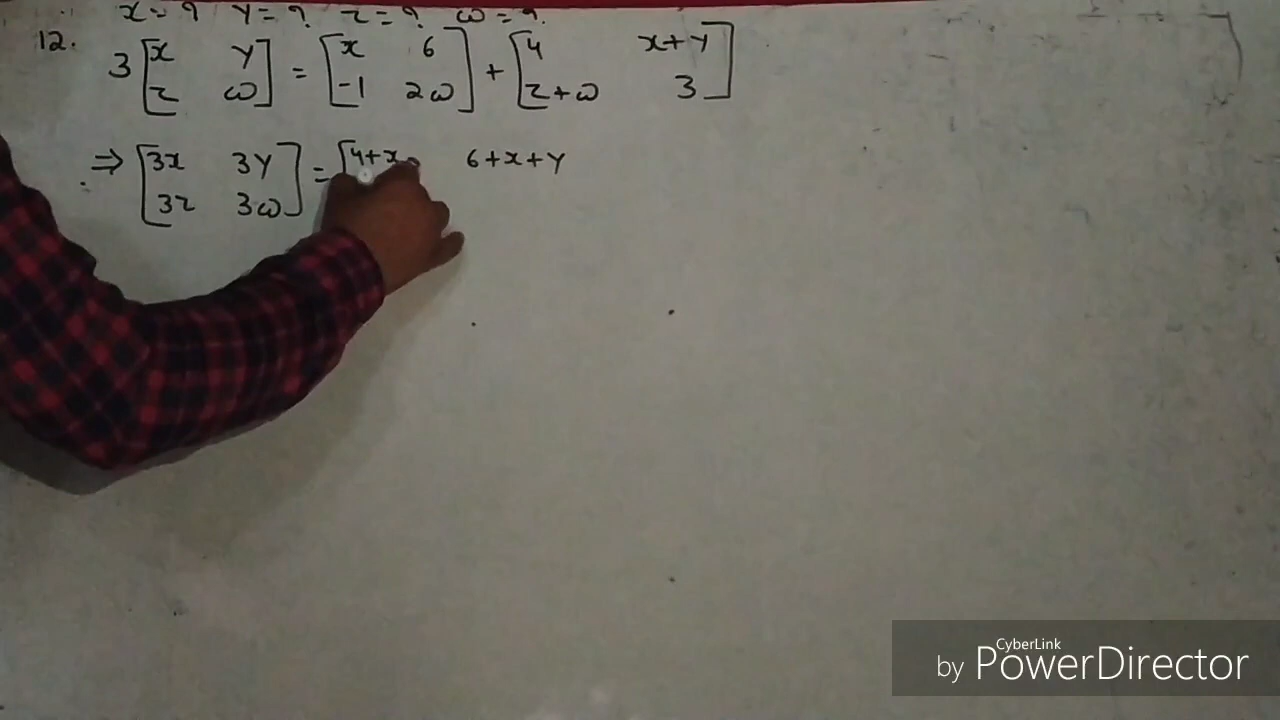 x = ? y = ? z = ? ω = ?
12. 3 [x y] = [x 6] + [4 x+y]
[z ω] [-1 2ω] [z+ω 3]
⇒ [3x 3y] = [4+x 6+x+y
[3z 3ω]
CyberLink
by PowerDirector